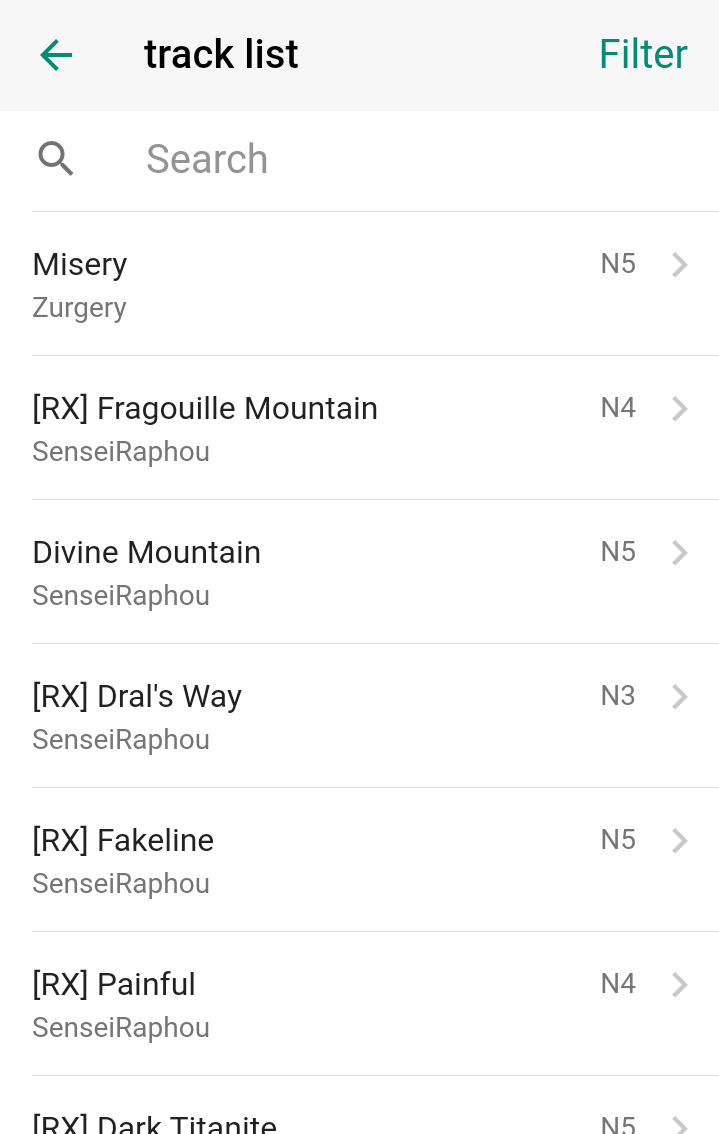 track list Filter
Search
Misery N5
Zurgery
[RX] Fragouille Mountain N4
SenseiRaphou
Divine Mountain N5
SenseiRaphou
[RX] Dral's Way N3
SenseiRaphou
[RX] Fakeline N5
SenseiRaphou
[RX] Painful N4
SenseiRaphou
[RX] Dark Titanite N5